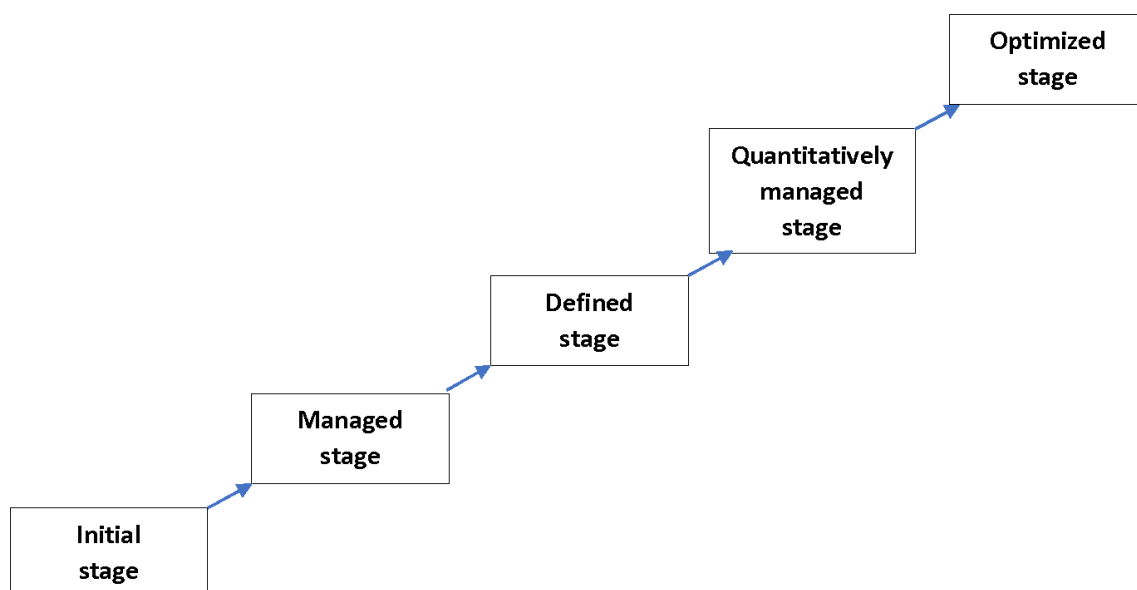 Optimized
stage
Quantitatively
managed
stage
Defined
stage
Managed
stage
Initial
stage